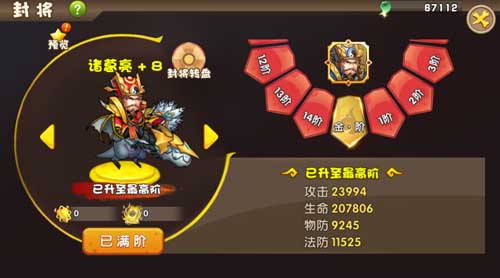 封将
67112
预览
诸蒙亮 + 8
封将转盘
已升至最高阶
0
0
已满阶
12阶
13阶
14阶
金·阶
1阶
2阶
3阶
已升至最高阶
攻击 23994
生命 207806
物防 9245
法防 11525